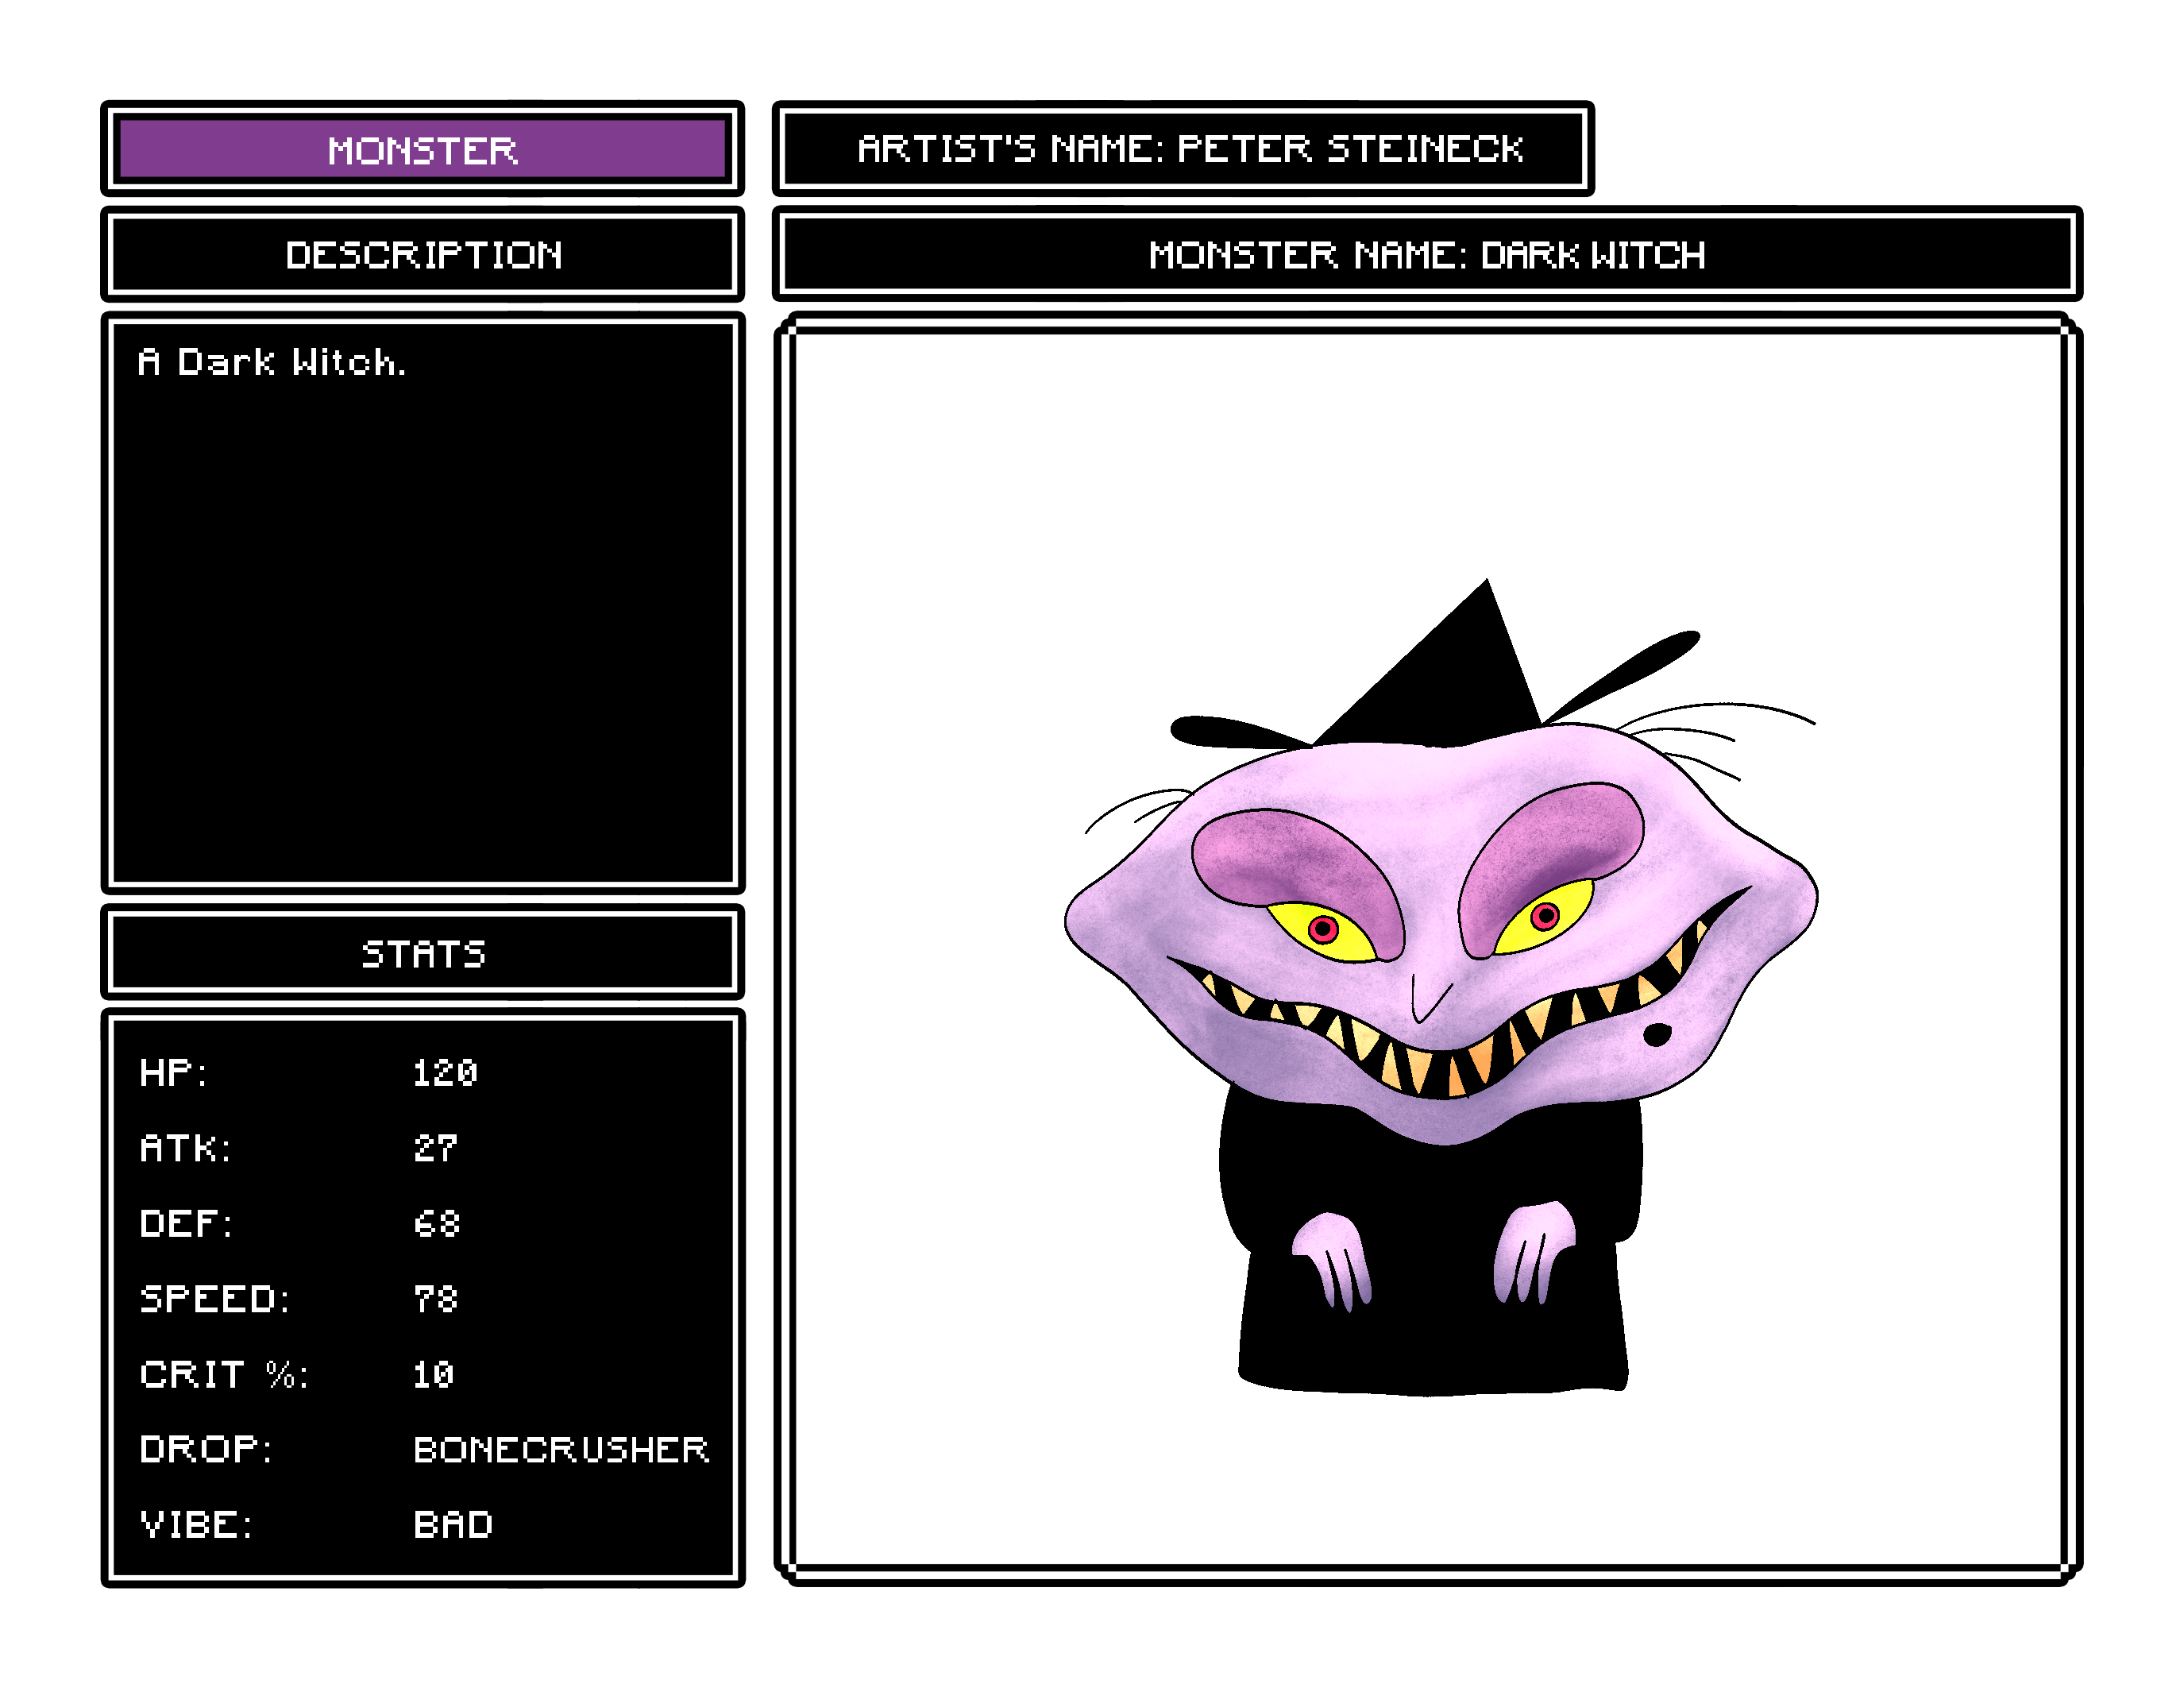 MONSTER
ARTIST'S NAME: PETER STEINECK
DESCRIPTION
MONSTER NAME: DARK WITCH
A Dark Witch.
STATS
HP: 120
ATK: 27
DEF: 68
SPEED: 78
CRIT %: 10
DROP: BONECRUSHER
VIBE: BAD